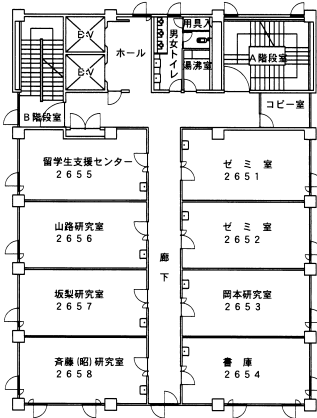 用具入
E.V
ホール
男女トイレ
湯沸室
A階段室
E.V
コピー室
B階段室
留学生支援センター
2655
ゼミ室
2651
山路研究室
2656
ゼミ室
2652
廊下
坂梨研究室
2657
岡本研究室
2653
斉藤(昭)研究室
2658
書庫
2654